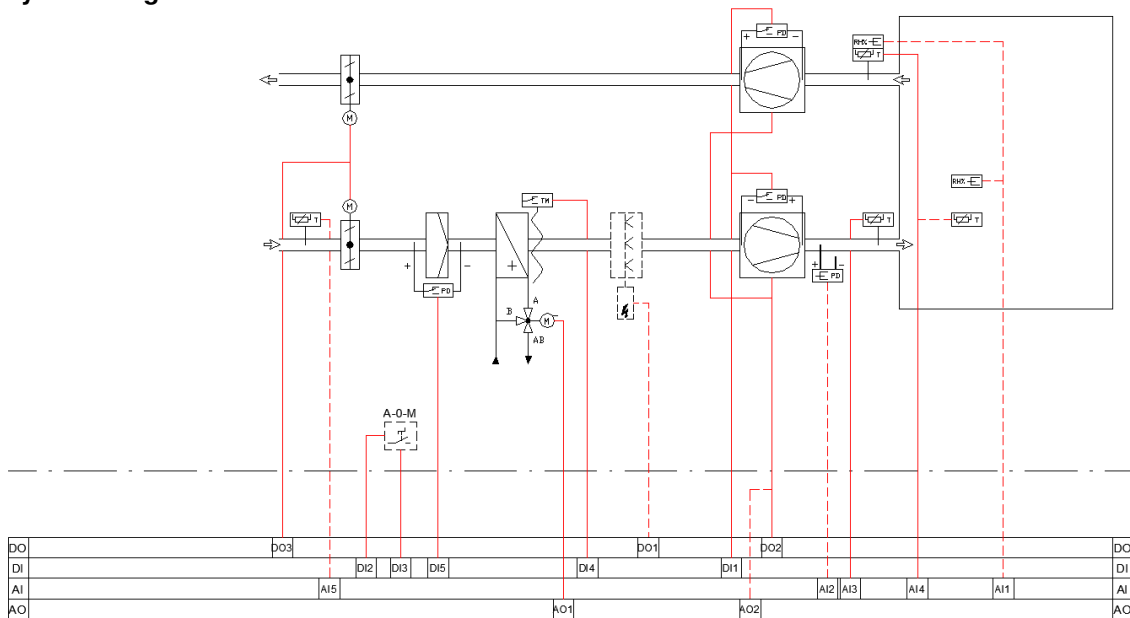 + PD -
RH% E
T
M
RH% E
M
TM
- PD +
T
T
T
+ -
+
+ -
PD
PD
A
B
M
AB
A-0-M
DO DO3 DO1 DO2 DO
DI DI2 DI3 DI5 DI4 DI1 DI
AI AI5 AI2 AI3 AI4 AI1 AI
AO AO1 AO2 AO